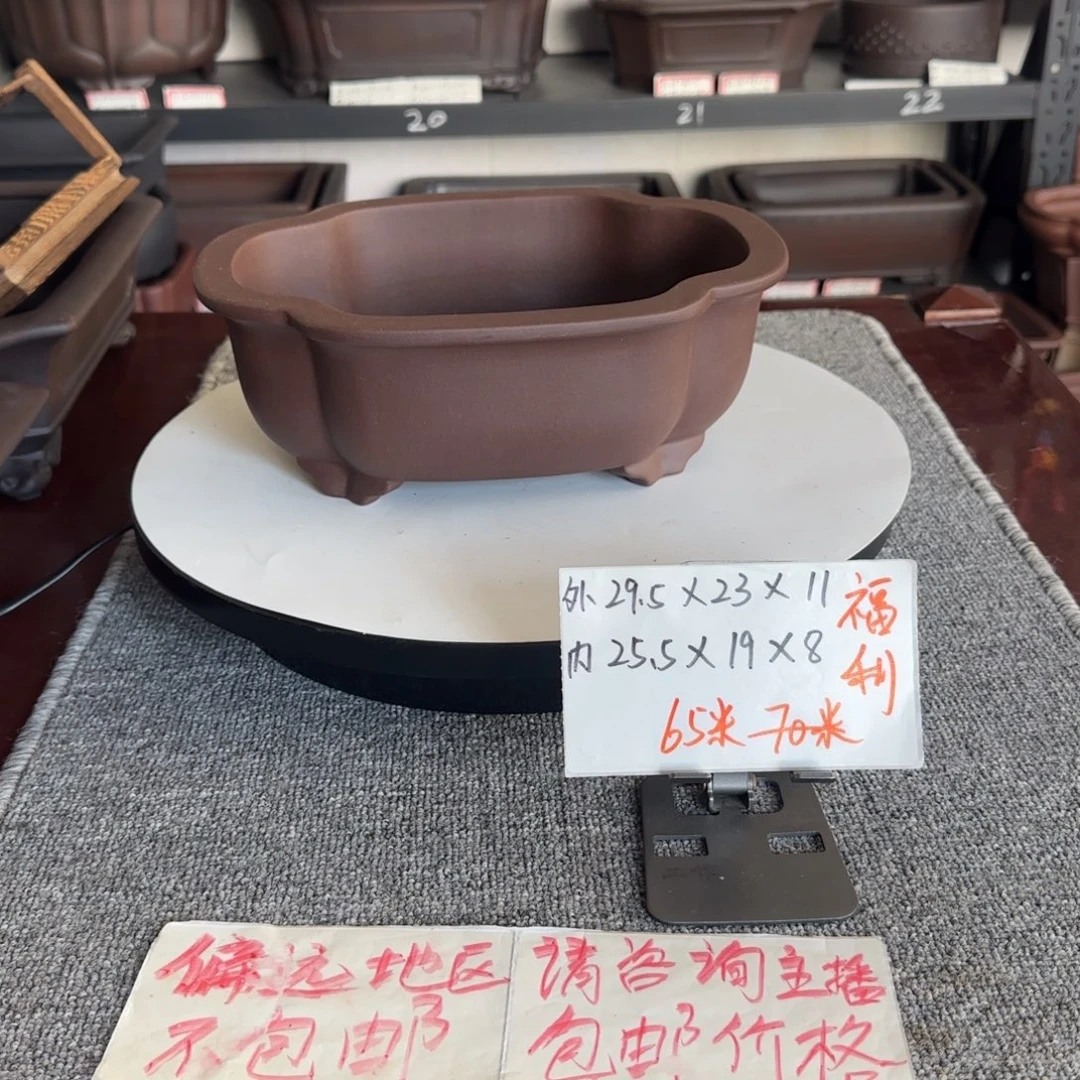 20
21
22
外 29.5×23×11
内 25.5×19×8
福利
65米 70米
偏远地区
不包邮
请咨询主播
包邮价格